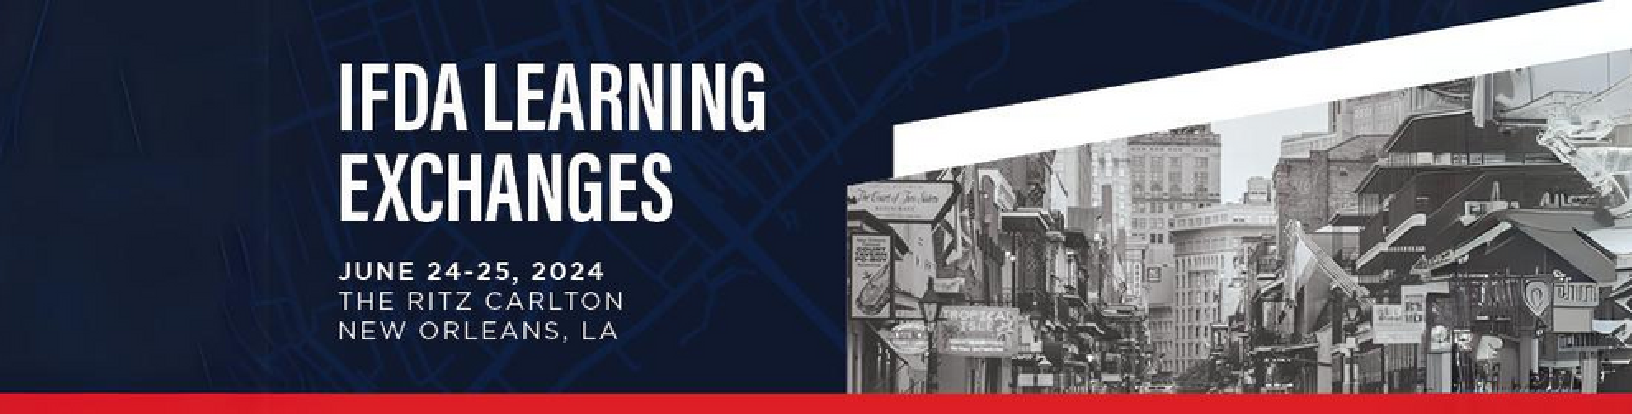 IFDA LEARNING
EXCHANGES
JUNE 24-25, 2024
THE RITZ CARLTON
NEW ORLEANS, LA
TROPICAL
ISLE